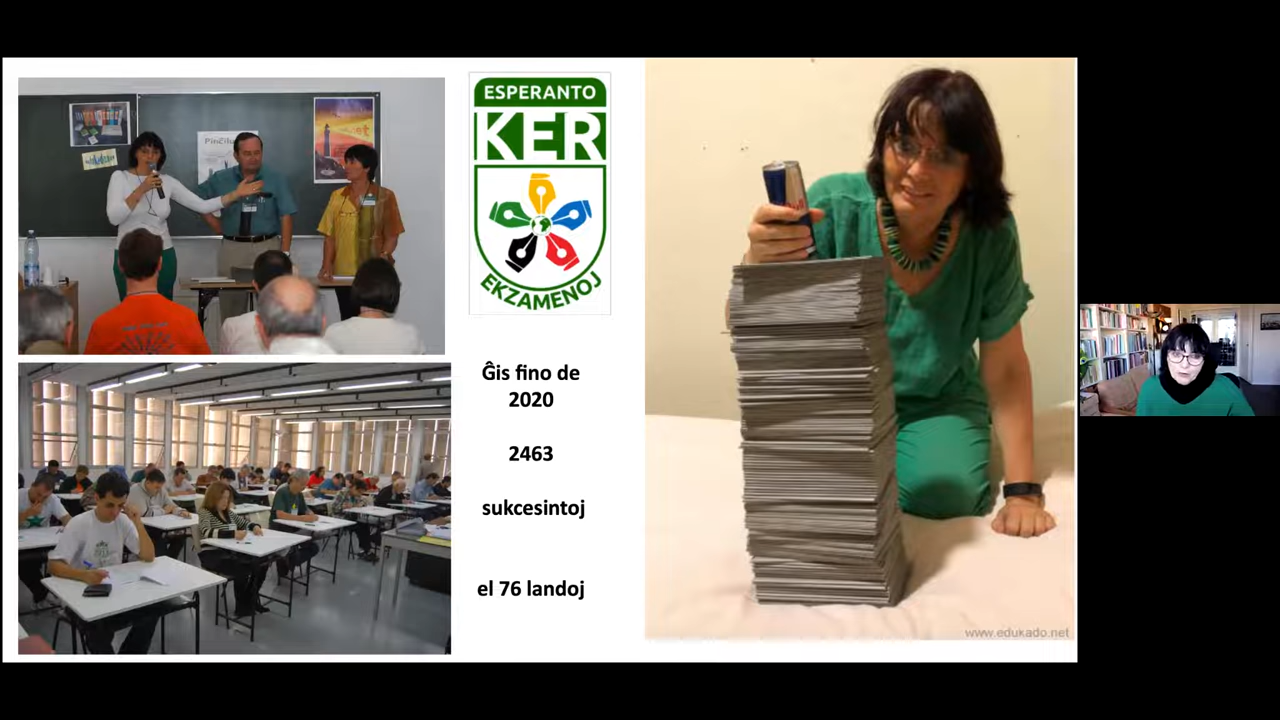 ESPERANTO
KER
EKZAMENOJ
Ĝis fino de
2020
2463
sukcesintoj
el 76 landoj
www.edukado.net